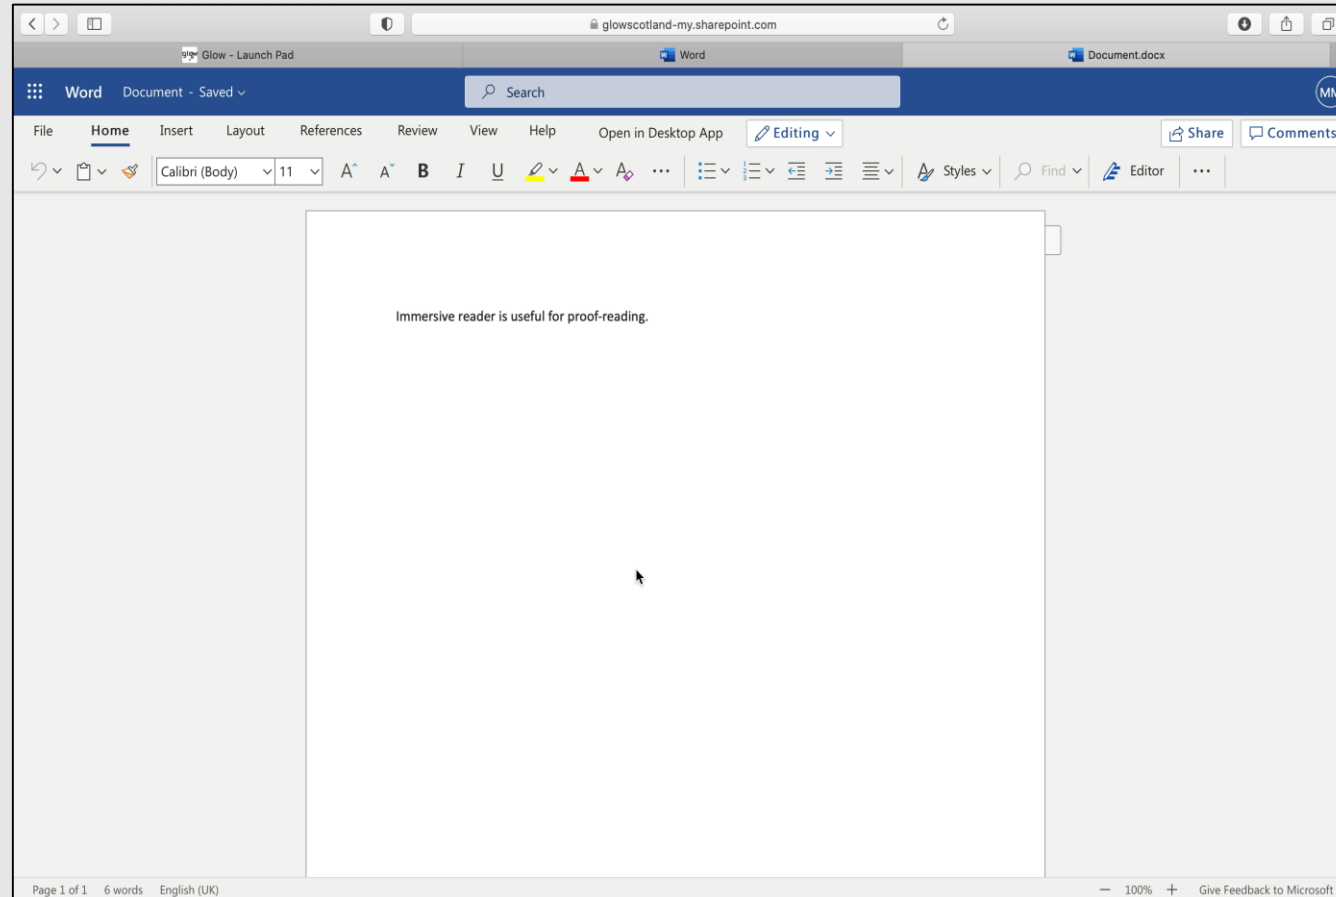 glowscotland-my.sharepoint.com
glow Glow - Launch Pad Word Document.docx
Word Document - Saved Search MM
File Home Insert Layout References Review View Help Open in Desktop App Editing Share Comments
Calibri (Body) 11 A A B I U A A Styles Find Editor
Immersive reader is useful for proof-reading.
Page 1 of 1 6 words English (UK) 100% Give Feedback to Microsoft